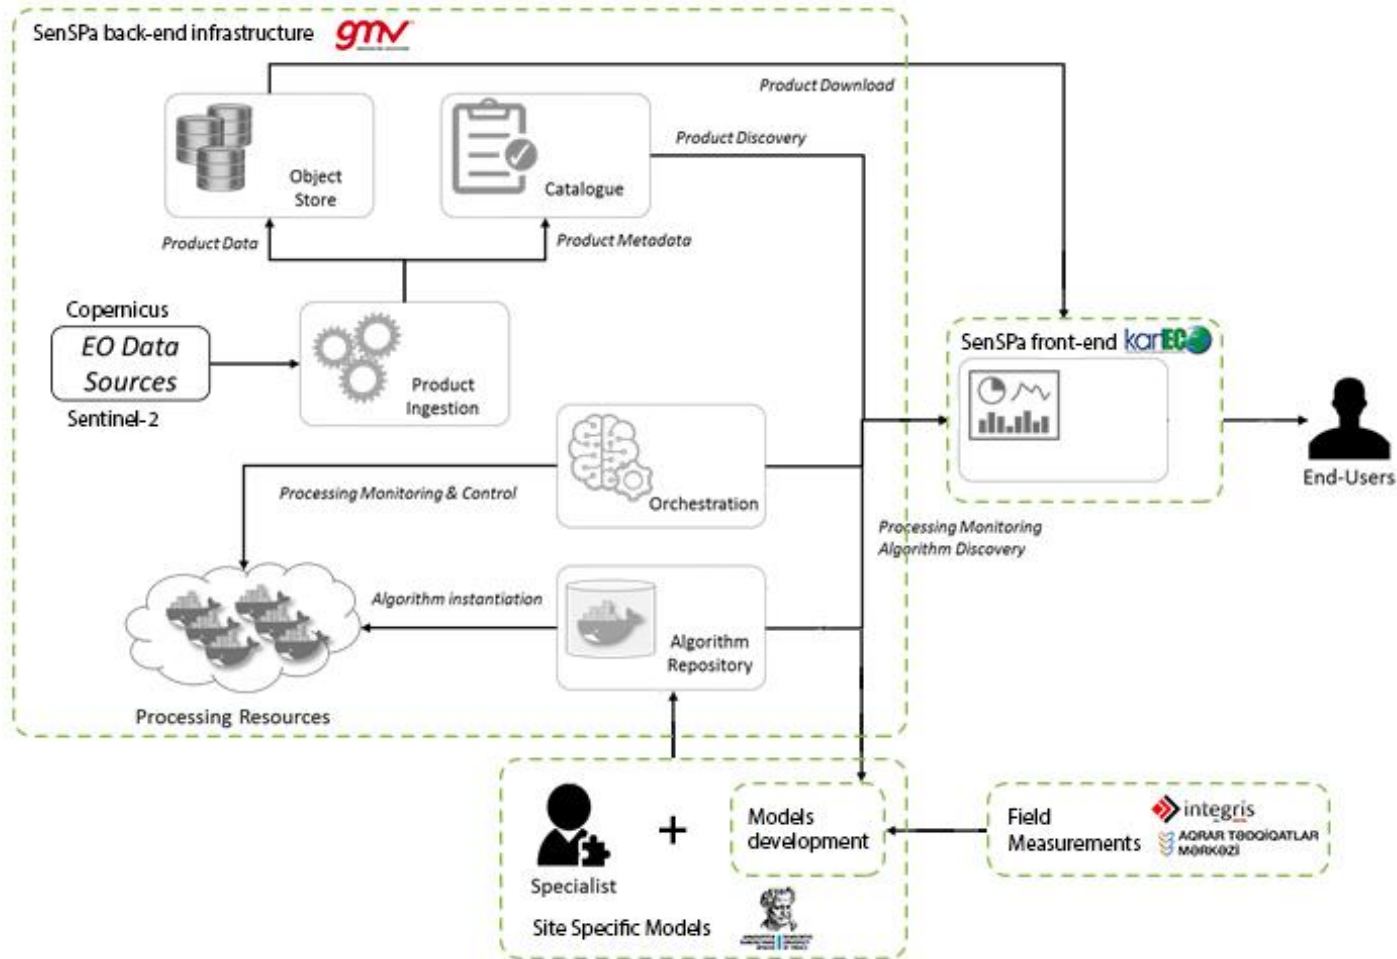 SenSPa back-end infrastructure
gmv
Product Download
Product Discovery
Object
Store
Catalogue
Product Data
Product Metadata
Copernicus
EO Data
Sources
Sentinel-2
Product
Ingestion
SenSPa front-end
kartECO
End-Users
Processing Monitoring & Control
Orchestration
Processing Monitoring
Algorithm Discovery
Algorithm instantiation
Algorithm
Repository
Processing Resources
Models
development
Field
Measurements
integris
AQRAR TƏDQİQATLAR
MƏRKƏZİ
+
Specialist
Site Specific Models